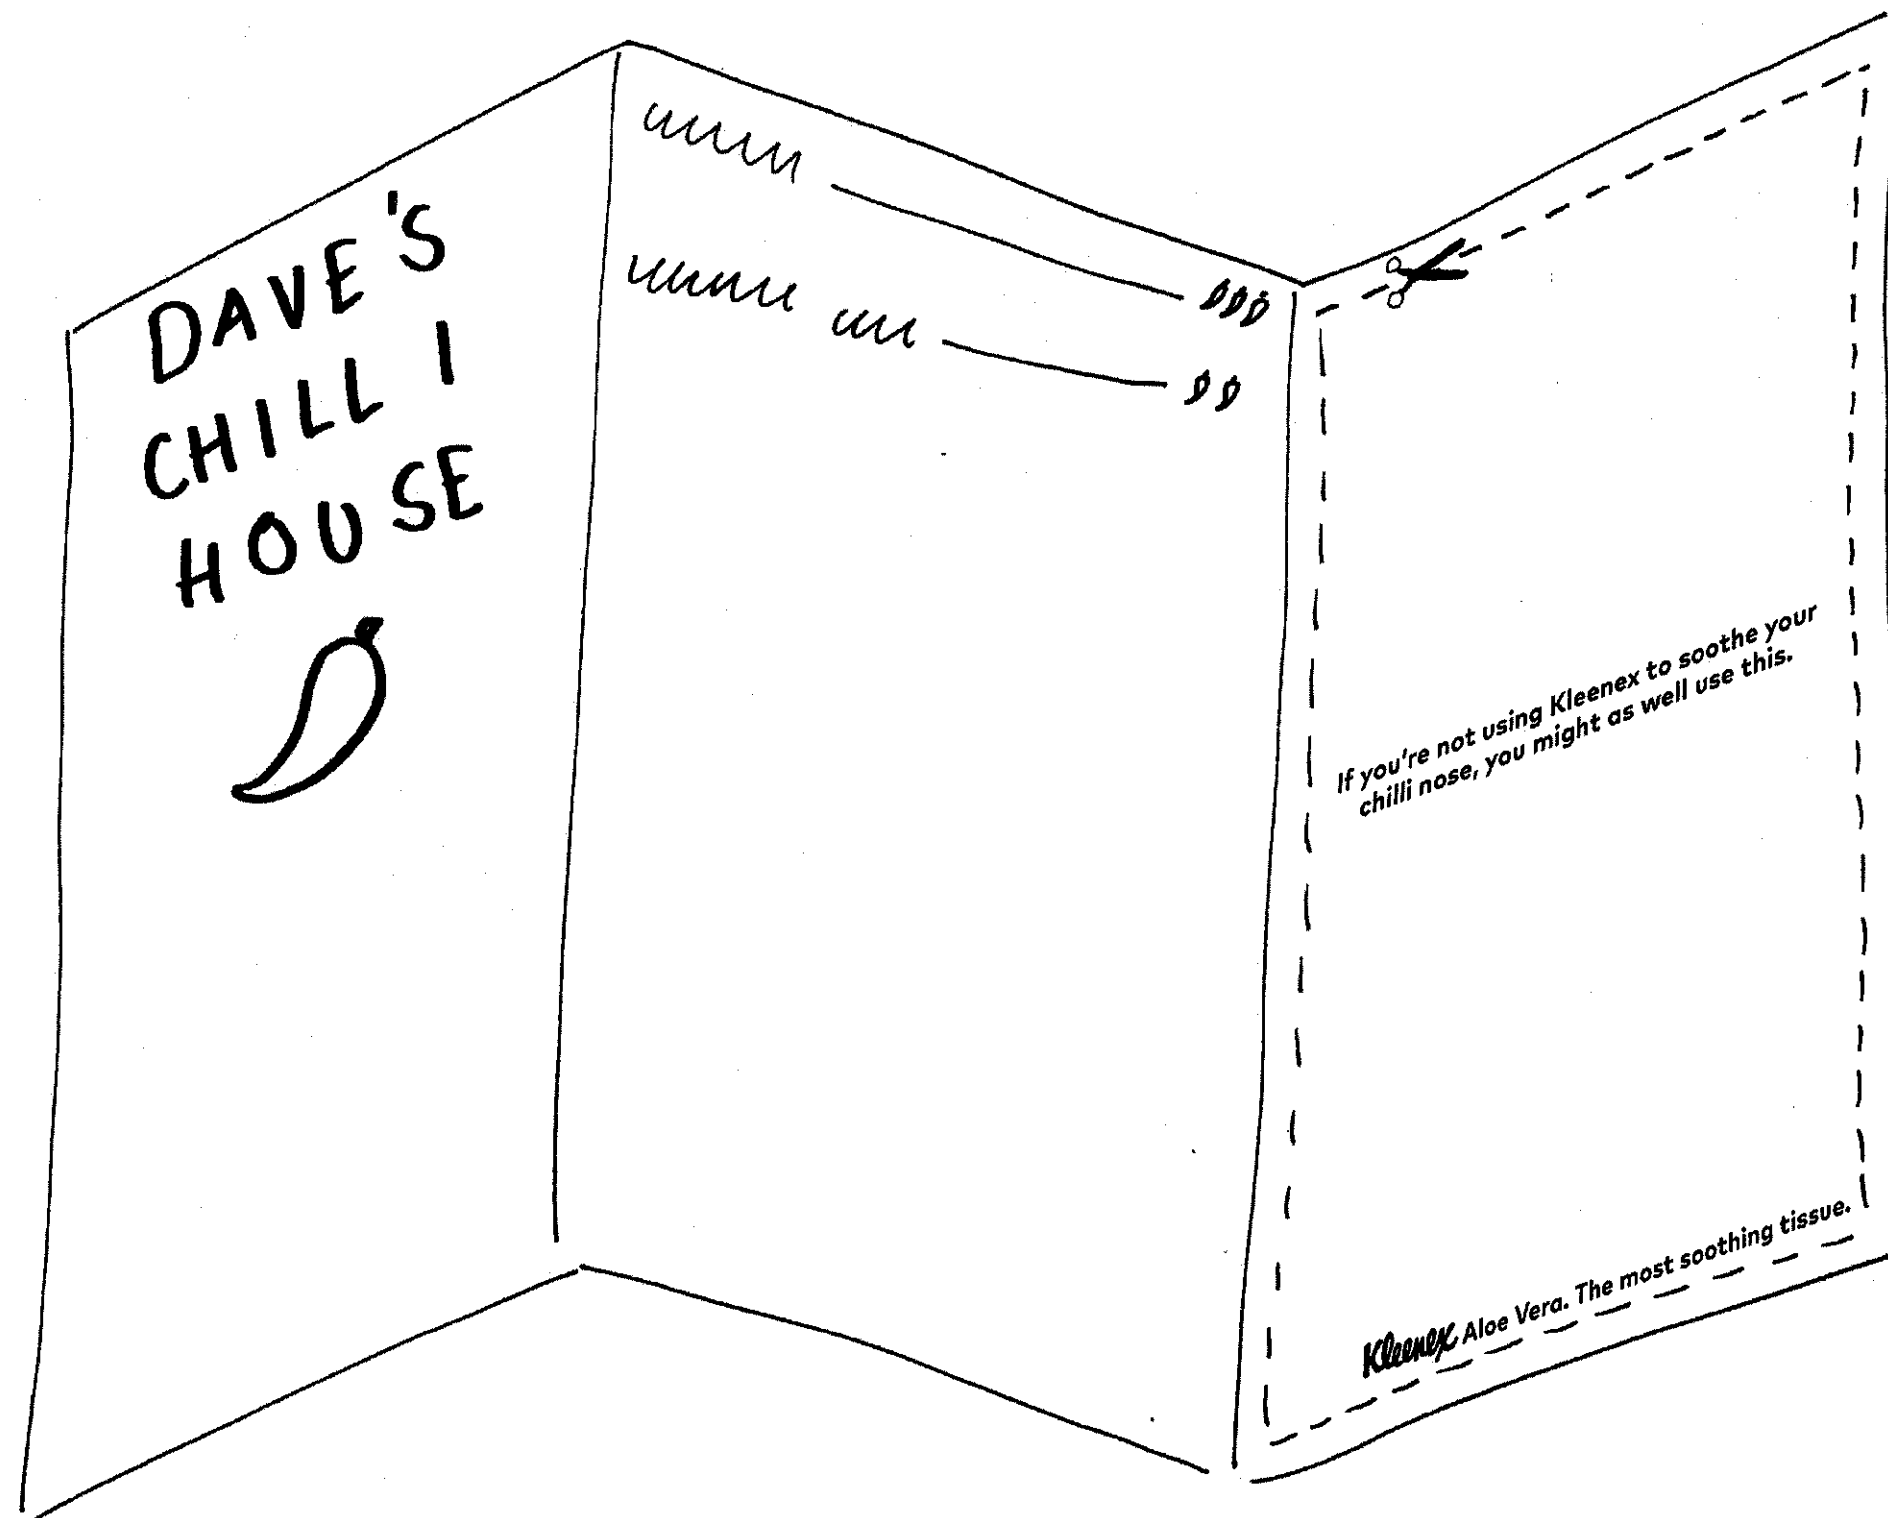 DAVE'S
CHILLI
HOUSE
If you're not using Kleenex to soothe your
chilli nose, you might as well use this.
Kleenex Aloe Vera. The most soothing tissue.